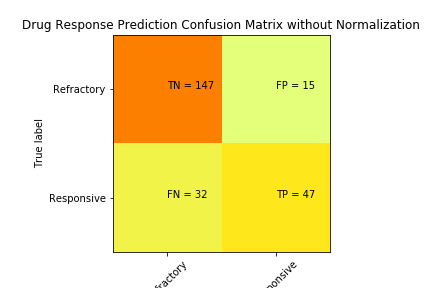 Drug Response Prediction Confusion Matrix without Normalization
Refractory
TN = 147
FP = 15
True label
Responsive
FN = 32
TP = 47